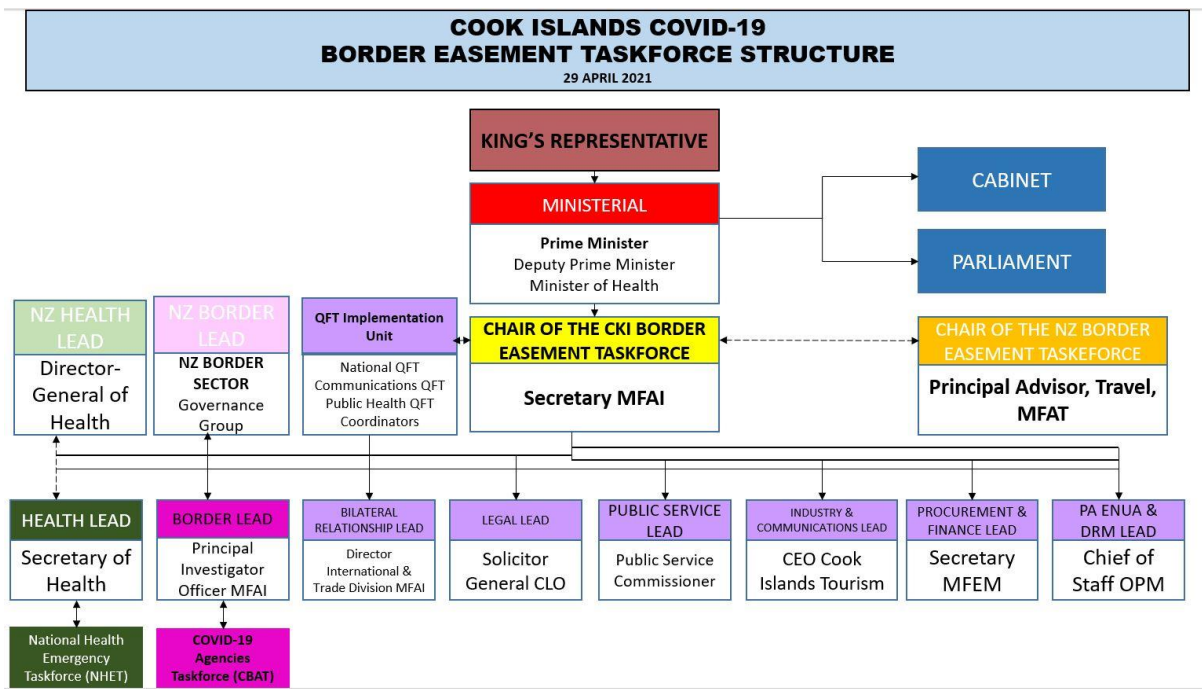 COOK ISLANDS COVID-19
BORDER EASEMENT TASKFORCE STRUCTURE
29 APRIL 2021
KING'S REPRESENTATIVE
MINISTERIAL
Prime Minister
Deputy Prime Minister
Minister of Health
CABINET
PARLIAMENT
NZ HEALTH
LEAD
Director-
General of
Health
NZ BORDER
LEAD
NZ BORDER
SECTOR
Governance
Group
QFT Implementation
Unit
National QFT
Communications QFT
Public Health QFT
Coordinators
CHAIR OF THE CKI BORDER
EASEMENT TASKFORCE
Secretary MFAI
CHAIR OF THE NZ BORDER
EASEMENT TASKEFORCE
Principal Advisor, Travel,
MFAT
HEALTH LEAD
Secretary of
Health
BORDER LEAD
Principal
Investigator
Officer MFAI
BILATERAL
RELATIONSHIP LEAD
Director
International &
Trade Division MFAI
LEGAL LEAD
Solicitor
General CLO
PUBLIC SERVICE
LEAD
Public Service
Commissioner
INDUSTRY &
COMMUNICATIONS LEAD
CEO Cook
Islands Tourism
PROCUREMENT &
FINANCE LEAD
Secretary
MFEM
PA ENUA &
DRM LEAD
Chief of
Staff OPM
National Health
Emergency
Taskforce (NHET)
COVID-19
Agencies
Taskforce (CBAT)